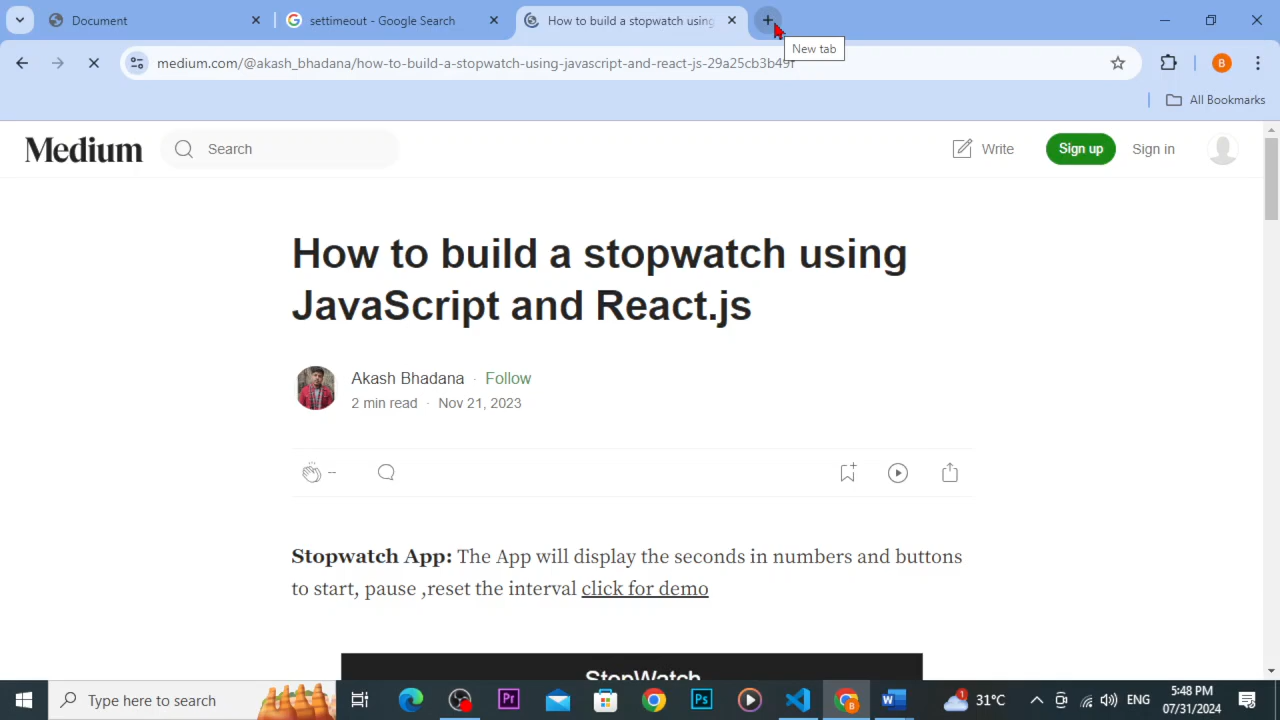 Document
settimeout - Google Search
How to build a stopwatch using
New tab
medium.com/@akash_bhadana/how-to-build-a-stopwatch-using-javascript-and-react-js-29a25cb3b49f
B
All Bookmarks
Medium
Search
Write
Sign up
Sign in
How to build a stopwatch using
JavaScript and React.js
Akash Bhadana · Follow
2 min read · Nov 21, 2023
--
Stopwatch App: The App will display the seconds in numbers and buttons
to start, pause ,reset the interval click for demo
StopWatch
Type here to search
Pr
Ps
B
W
1
31°C
ENG
5:48 PM
07/31/2024